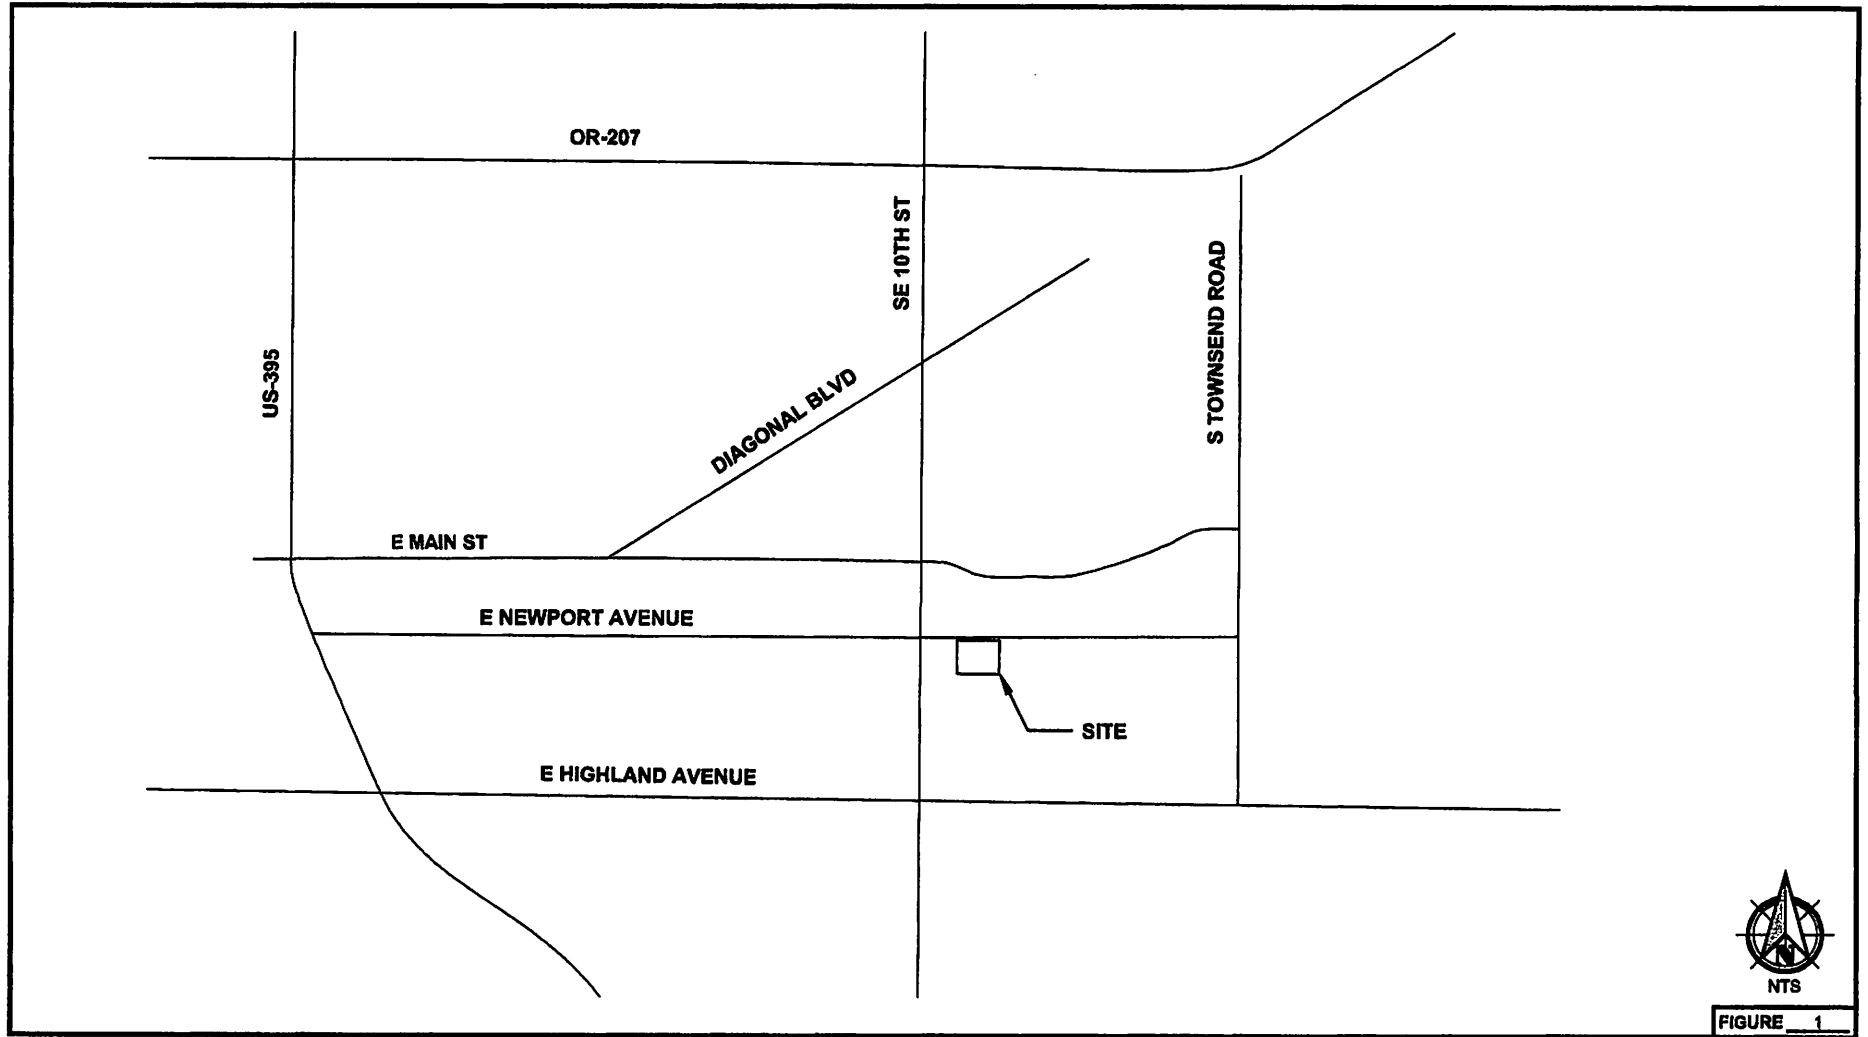 OR-207
SE 10TH ST
S TOWNSEND ROAD
US-395
DIAGONAL BLVD
E MAIN ST
E NEWPORT AVENUE
SITE
E HIGHLAND AVENUE
N
NTS
FIGURE 1